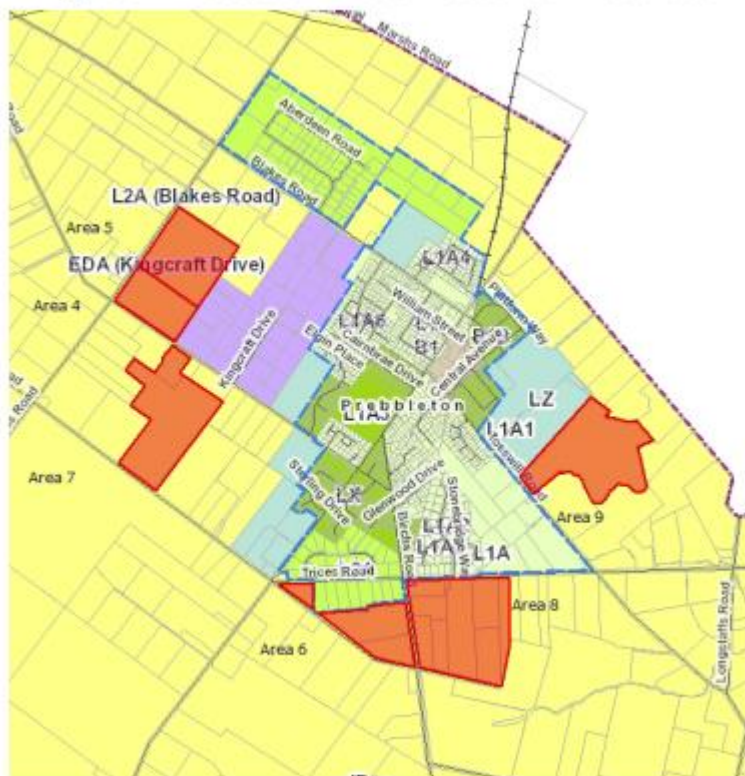 Marshs Road
Road
Aberdeen Road
Blakes Road
L2A (Blakes Road)
Area 5
EDA (Kingcraft Drive)
L1A4
Area 4
William Street
L1A6
B1
Cairnbrae Drive
Elgin Place
Central Avenue
Kingcraft Drive
Prebbleton
LZ
L1A1
Area 7
LX
Sterling Drive
Glenwood Drive
Area 9
L1A
Trices Road
Area 8
Area 6
Longstaffs Road